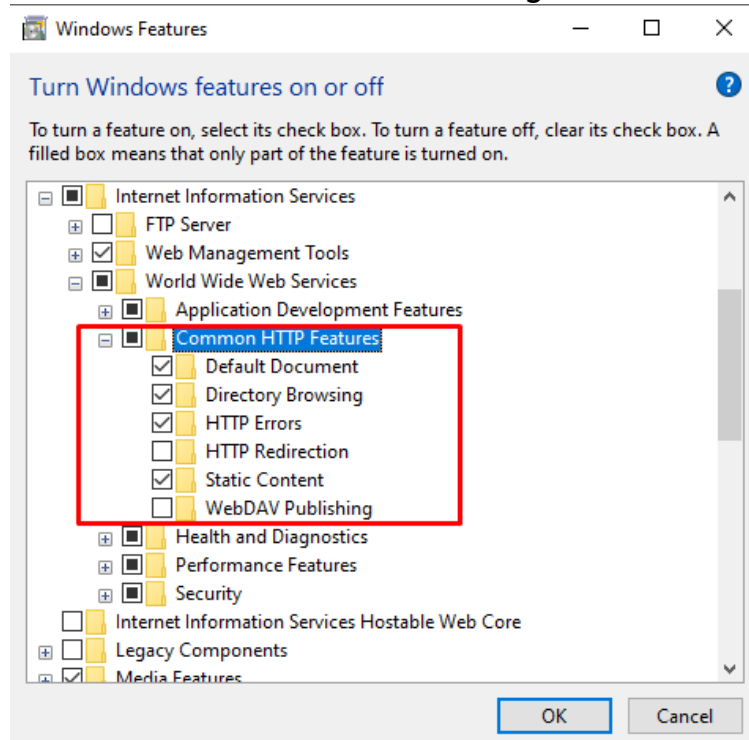 Windows Features
Turn Windows features on or off
To turn a feature on, select its check box. To turn a feature off, clear its check box. A
filled box means that only part of the feature is turned on.
Internet Information Services
FTP Server
Web Management Tools
World Wide Web Services
Application Development Features
Common HTTP Features
Default Document
Directory Browsing
HTTP Errors
HTTP Redirection
Static Content
WebDAV Publishing
Health and Diagnostics
Performance Features
Security
Internet Information Services Hostable Web Core
Legacy Components
Media Features
OK Cancel